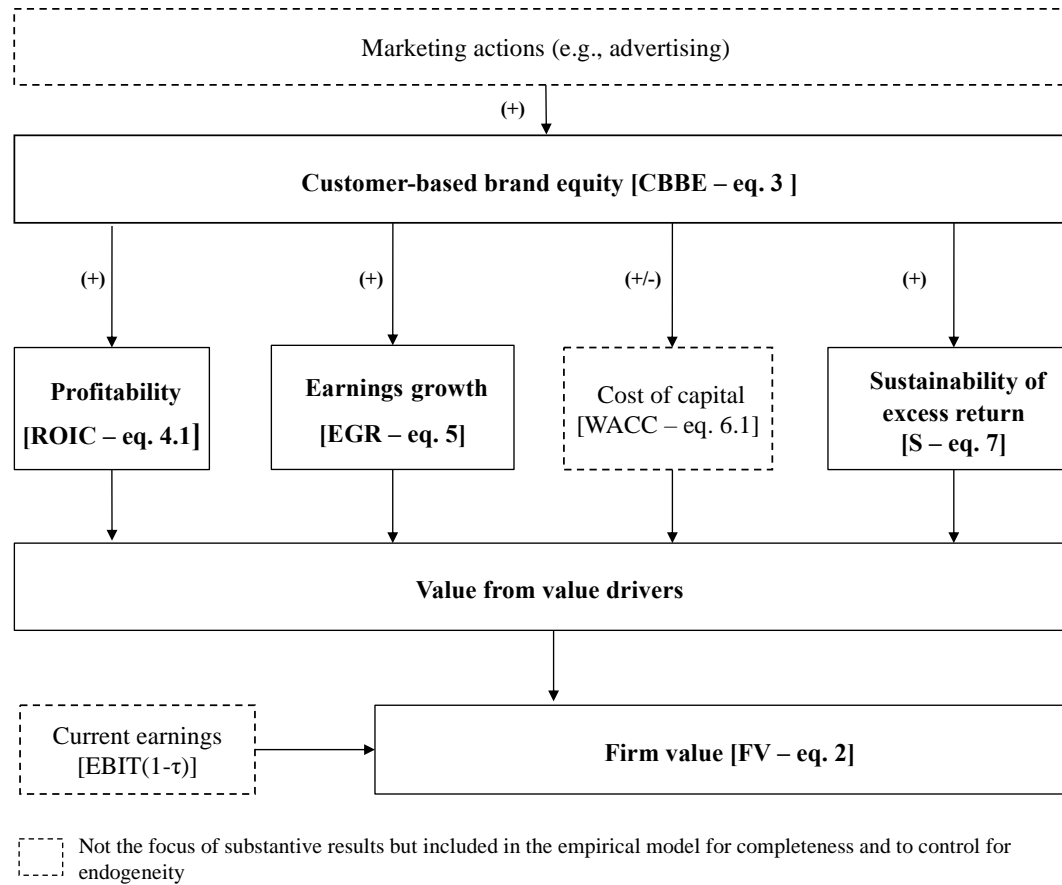 Marketing actions (e.g., advertising)
(+)
Customer-based brand equity [CBBE – eq. 3 ]
(+)
(+)
(+/-)
(+)
Profitability
[ROIC – eq. 4.1]
Earnings growth
[EGR – eq. 5]
Cost of capital
[WACC – eq. 6.1]
Sustainability of
excess return
[S – eq. 7]
Value from value drivers
Current earnings
[EBIT(1-τ)]
Firm value [FV – eq. 2]
Not the focus of substantive results but included in the empirical model for completeness and to control for
endogeneity